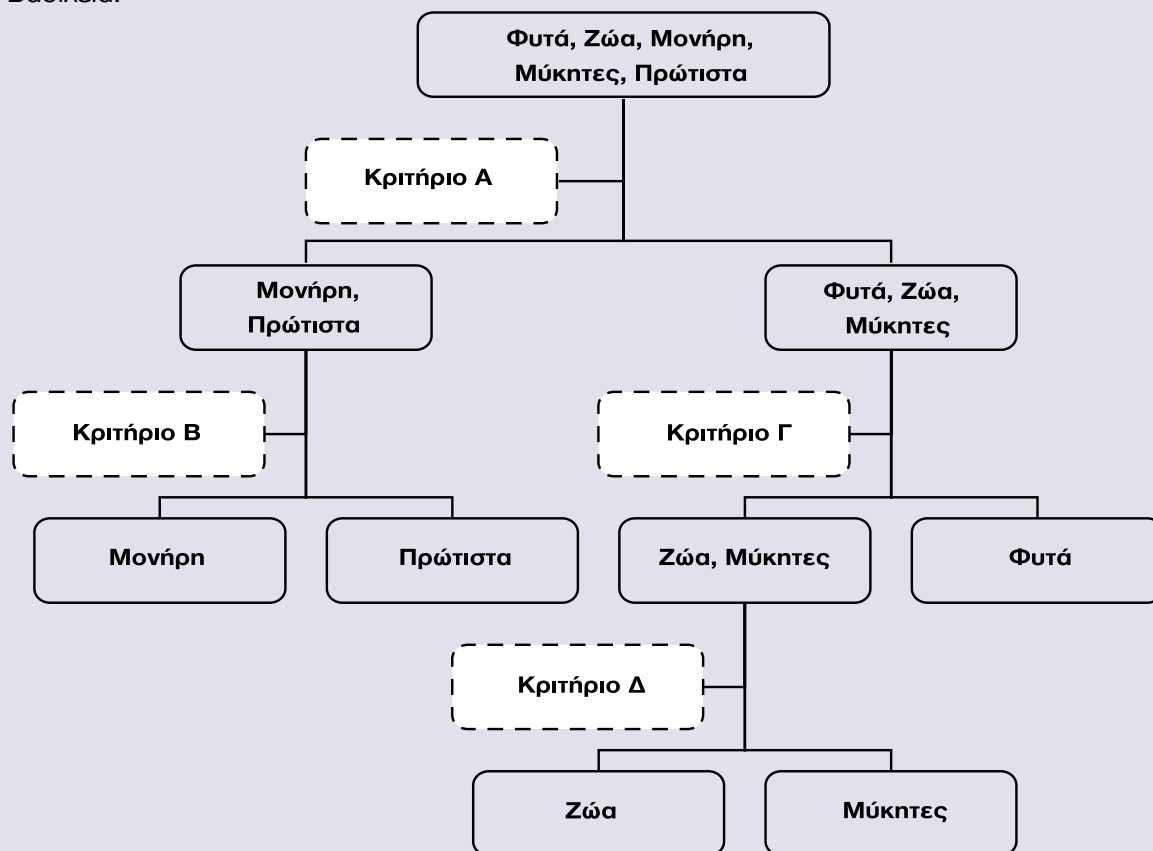 Φυτά, Ζώα, Μονήρη,
Μύκητες, Πρώτιστα
Κριτήριο Α
Μονήρη,
Πρώτιστα
Φυτά, Ζώα,
Μύκητες
Κριτήριο Β
Κριτήριο Γ
Μονήρη
Πρώτιστα
Ζώα, Μύκητες
Φυτά
Κριτήριο Δ
Ζώα
Μύκητες